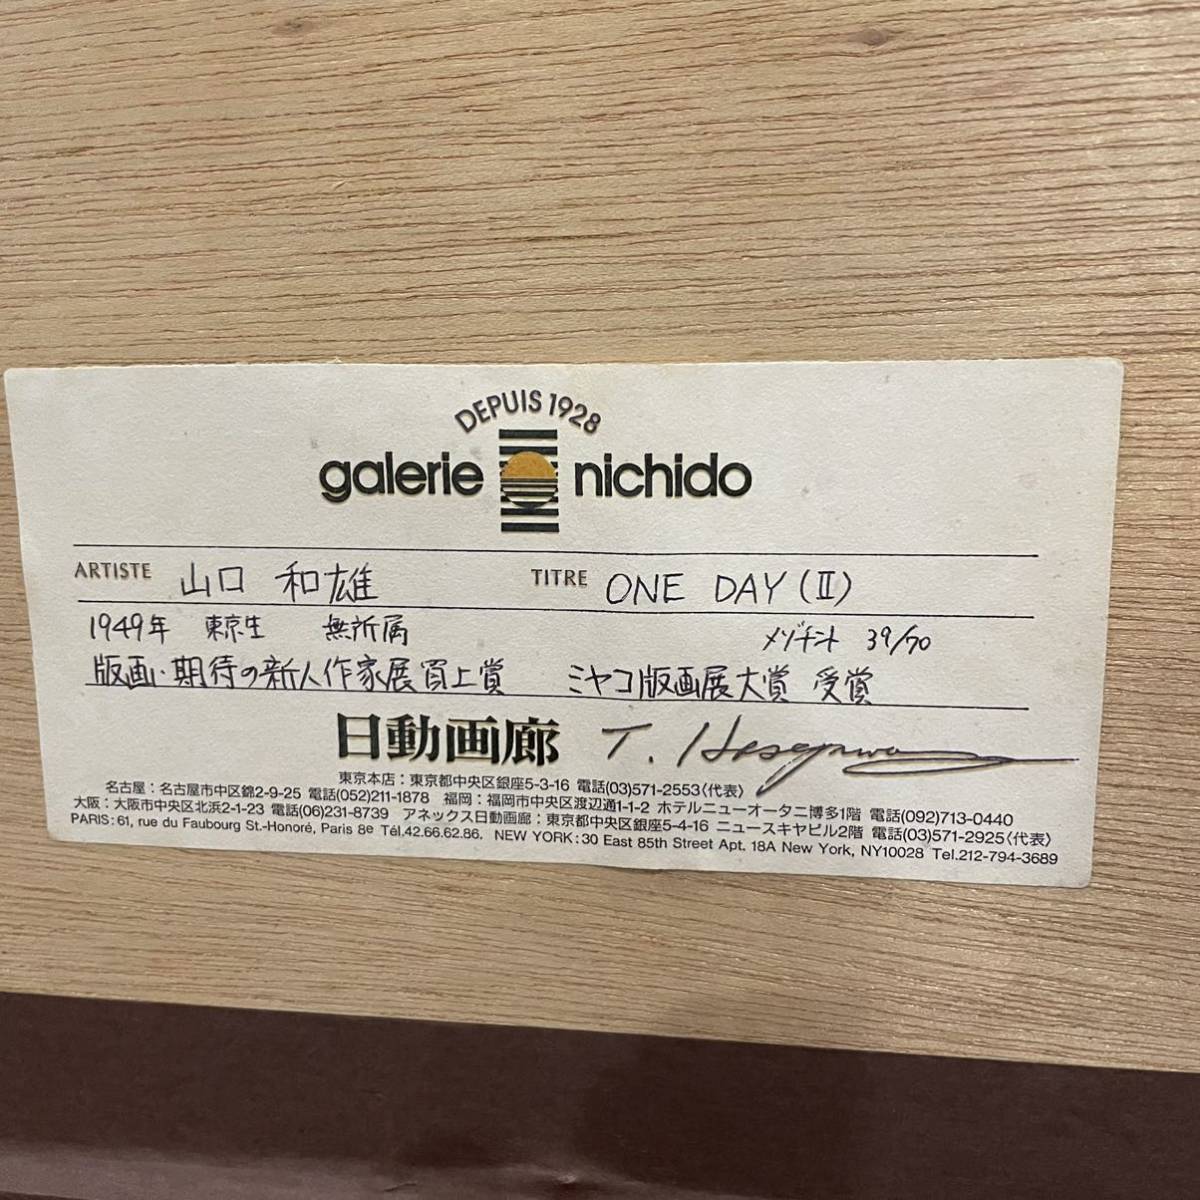 DEPUIS 1928
galerie nichido
ARTISTE 山口 和雄 TITRE ONE DAY (II)
1949年 東京生 無所属 メゾチント 39/70
版画・期待の新人作家展買上賞 ミヤコ版画展大賞 受賞
日動画廊 T. Hasegawa
東京本店：東京都中央区銀座5-3-16 電話(03)571-2553〈代表〉
名古屋：名古屋市中区錦2-9-25 電話(052)211-1878 福岡：福岡市中央区渡辺通1-1-2 ホテルニューオータニ博多1階 電話(092)713-0440
大阪：大阪市中央区北浜2-1-23 電話(06)231-8739 アネックス日動画廊：東京都中央区銀座5-4-16 ニュースキヤビル2階 電話(03)571-2925〈代表〉
PARIS: 61, rue du Faubourg St.-Honoré, Paris 8e Tél. 42.66.62.86. NEW YORK: 30 East 85th Street Apt. 18A New York, NY10028 Tel. 212-794-3689